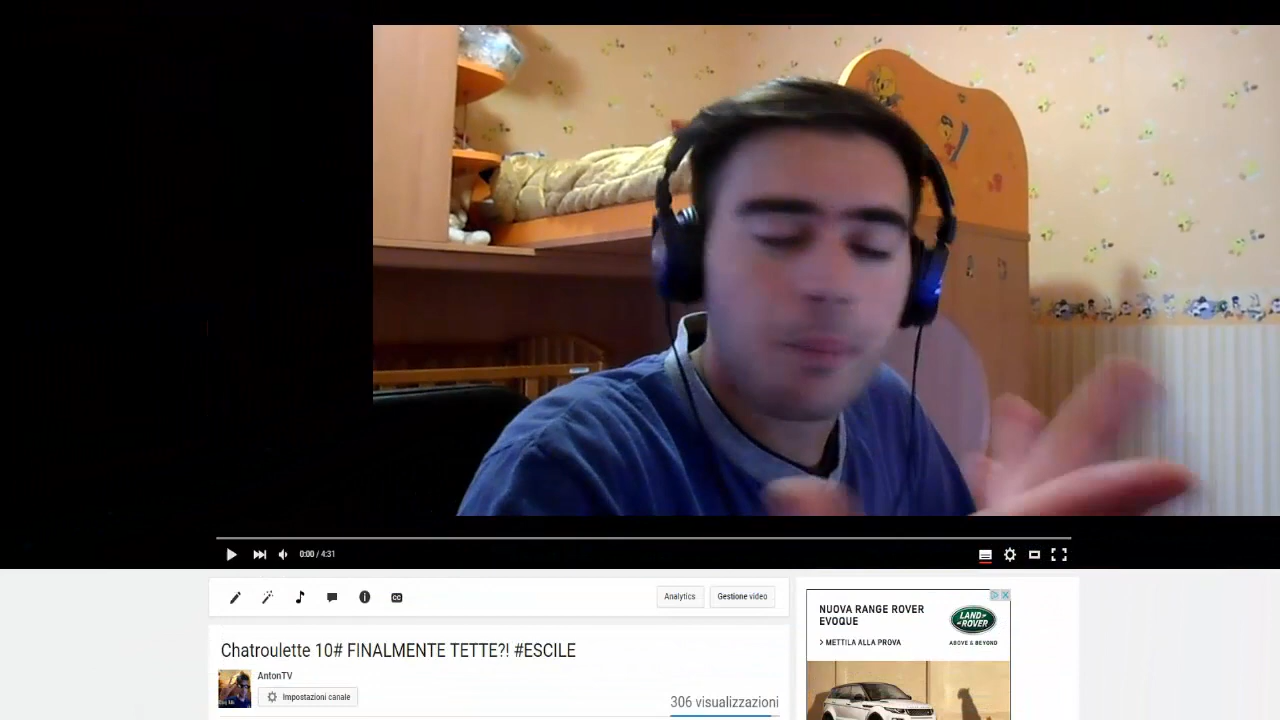 0:00 / 4:31
Analytics
Gestione video
Chatroulette 10# FINALMENTE TETTE?! #ESCILE
AntonTV
Impostazioni canale
306 visualizzazioni
NUOVA RANGE ROVER
EVOQUE
> METTILA ALLA PROVA
LAND
ROVER
ABOVE & BEYOND